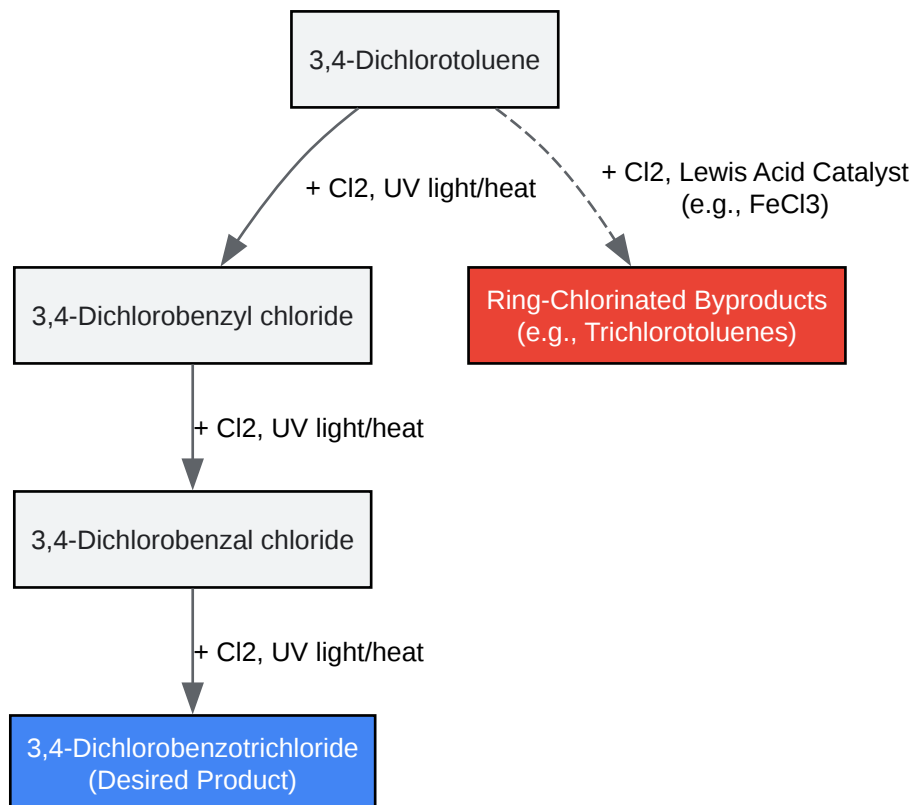 3,4-Dichlorotoluene
+ Cl2, UV light/heat
+ Cl2, Lewis Acid Catalyst
(e.g., FeCl3)
3,4-Dichlorobenzyl chloride
Ring-Chlorinated Byproducts
(e.g., Trichlorotoluenes)
+ Cl2, UV light/heat
3,4-Dichlorobenzal chloride
+ Cl2, UV light/heat
3,4-Dichlorobenzotrichloride
(Desired Product)